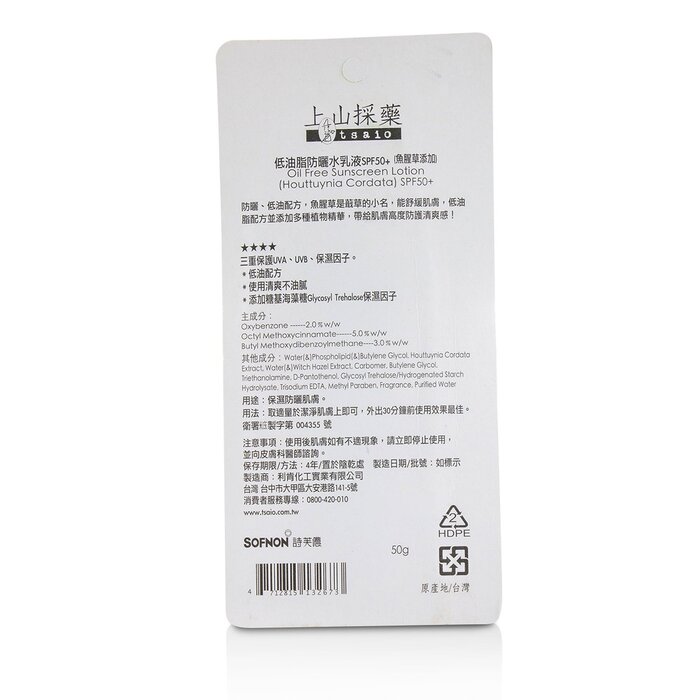 上山採藥
tsaio
低油脂防曬水乳液SPF50+ (魚腥草添加)
Oil Free Sunscreen Lotion
(Houttuynia Cordata) SPF50+
防曬、低油配方，魚腥草是蕺草的小名，能舒緩肌膚，低油
脂配方並添加多種植物精華，帶給肌膚高度防護清爽感！
★★★★
三重保護UVA、UVB、保濕因子。
* 低油配方
* 使用清爽不油膩
* 添加糖基海藻糖Glycosyl Trehalose保濕因子
主成分：
Oxybenzone ------2.0％w/w
Octyl Methoxycinnamate------5.0％w/w
Butyl Methoxydibenzoylmethane----3.0％w/w
其他成分：Water(&)Phospholipid(&)Butylene Glycol, Houttuynia Cordata
Extract, Water(&)Witch Hazel Extract, Carbomer, Butylene Glycol,
Triethanolamine, D-Pantothenol, Glycosyl Trehalose/Hydrogenated Starch
Hydrolysate, Trisodium EDTA, Methyl Paraben, Fragrance, Purified Water
用途：保濕防曬肌膚。
用法：取適量於潔淨肌膚上即可，外出30分鐘前使用效果最佳。
衛署粧製字第 004355 號
注意事項：使用後肌膚如有不適現象，請立即停止使用，
並向皮膚科醫師諮詢。
保存期限/方法：4年/置於陰乾處 製造日期/批號：如標示
製造商：利肯化工實業有限公司
台灣 台中市大甲區大安港路141-5號
消費者服務專線：0800-420-010
www.tsaio.com.tw
SOFNON 詩芙儂
50g
2
HDPE
原產地/台灣
4 712815 132673